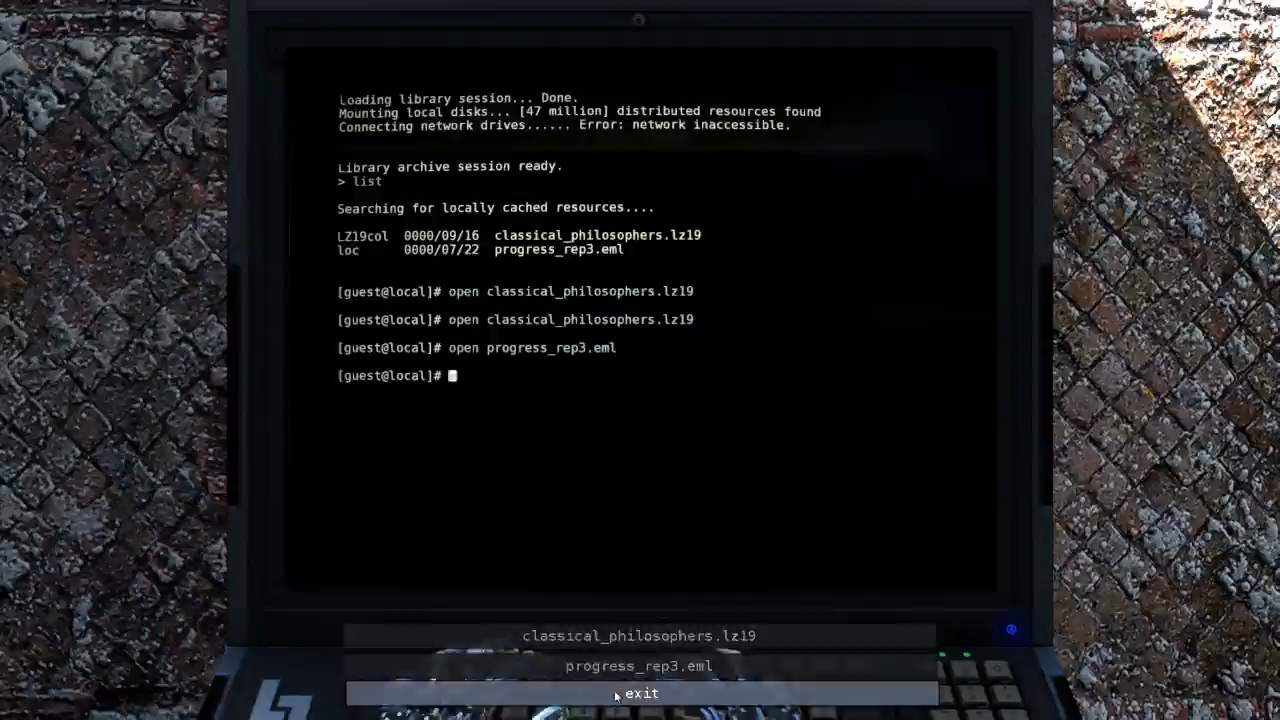 Loading library session... Done.
Mounting local disks... [47 million] distributed resources found
Connecting network drives...... Error: network inaccessible.
Library archive session ready.
> list
Searching for locally cached resources....
LZ19col 0000/09/16 classical_philosophers.lz19
loc 0000/07/22 progress_rep3.eml
[guest@local]# open classical_philosophers.lz19
[guest@local]# open classical_philosophers.lz19
[guest@local]# open progress_rep3.eml
[guest@local]#
classical_philosophers.lz19
progress_rep3.eml
exit